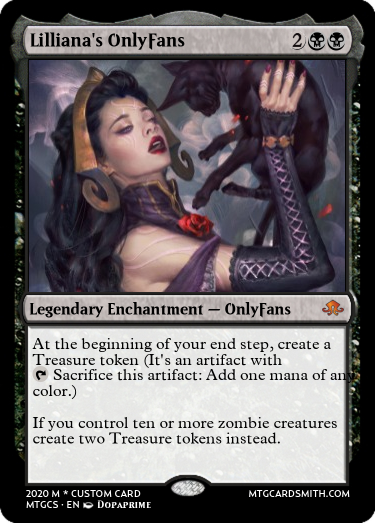 Lilliana's OnlyFans 2
Legendary Enchantment — OnlyFans
At the beginning of your end step, create a
Treasure token (It's an artifact with
Sacrifice this artifact: Add one mana of any
color.)
If you control ten or more zombie creatures
create two Treasure tokens instead.
2020 M * CUSTOM CARD
MTGCS · EN DOPAPRIME
MTGCARDSMITH.COM